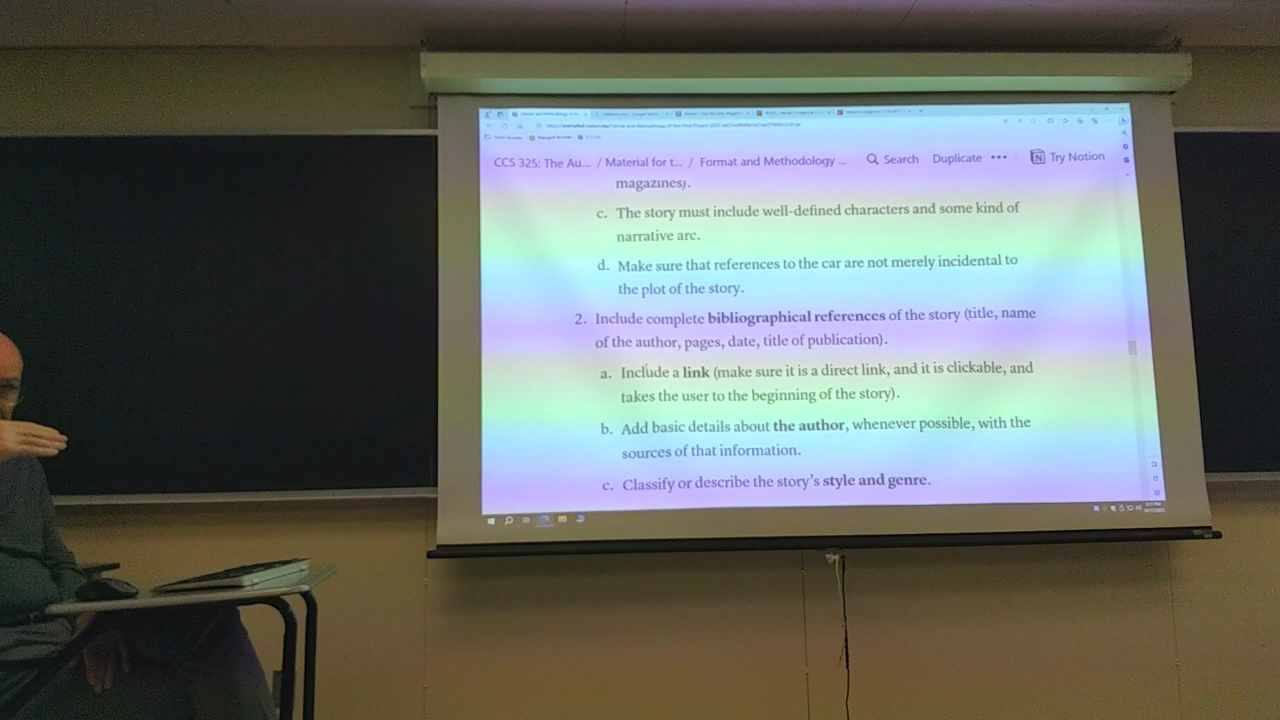 CCS 325: The Au... / Material for t... / Format and Methodology ... Search Duplicate ••• Try Notion
magazines).
c. The story must include well-defined characters and some kind of
narrative arc.
d. Make sure that references to the car are not merely incidental to
the plot of the story.
2. Include complete bibliographical references of the story (title, name
of the author, pages, date, title of publication).
a. Include a link (make sure it is a direct link, and it is clickable, and
takes the user to the beginning of the story).
b. Add basic details about the author, whenever possible, with the
sources of that information.
c. Classify or describe the story's style and genre.